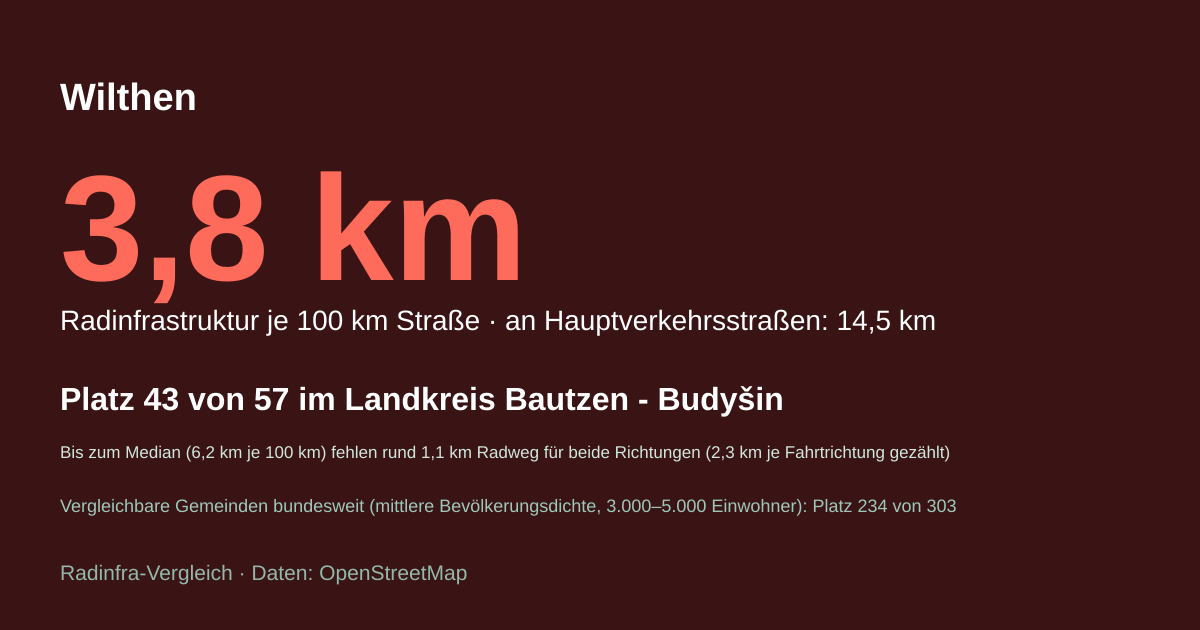 Wilthen
3,8 km
Radinfrastruktur je 100 km Straße · an Hauptverkehrsstraßen: 14,5 km
Platz 43 von 57 im Landkreis Bautzen - Budyšin
Bis zum Median (6,2 km je 100 km) fehlen rund 1,1 km Radweg für beide Richtungen (2,3 km je Fahrtrichtung gezählt)
Vergleichbare Gemeinden bundesweit (mittlere Bevölkerungsdichte, 3.000–5.000 Einwohner): Platz 234 von 303
Radinfra-Vergleich · Daten: OpenStreetMap